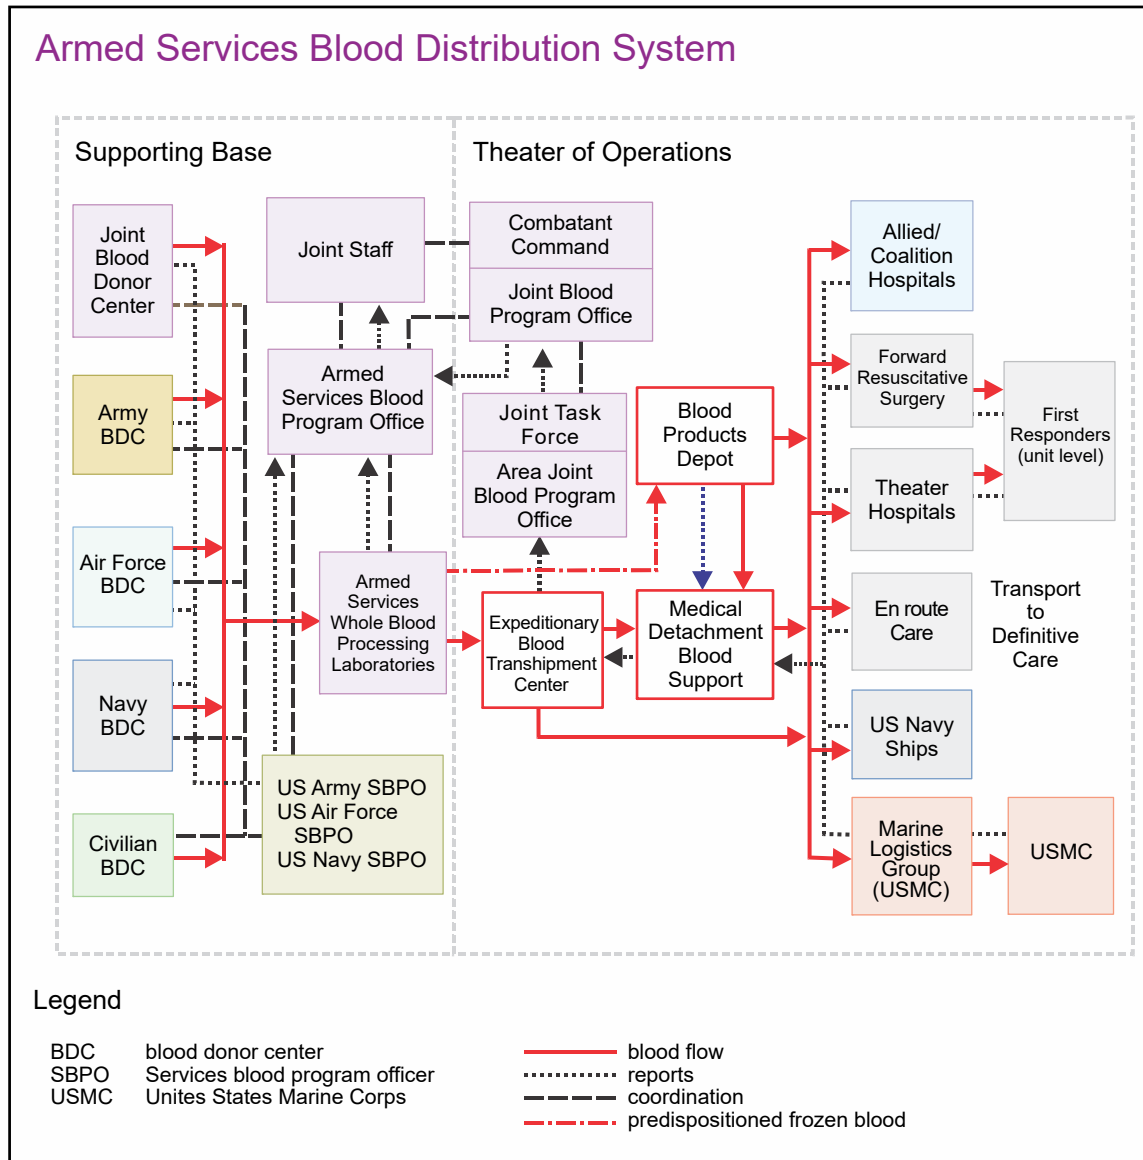 Armed Services Blood Distribution System
Supporting Base
Theater of Operations
Joint
Blood
Donor
Center
Army
BDC
Air Force
BDC
Navy
BDC
Civilian
BDC
Joint Staff
Armed
Services Blood
Program Office
Armed
Services
Whole Blood
Processing
Laboratories
US Army SBPO
US Air Force
SBPO
US Navy SBPO
Combatant
Command
Joint Blood
Program Office
Joint Task
Force
Area Joint
Blood Program
Office
Expeditionary
Blood
Transhipment
Center
Blood
Products
Depot
Medical
Detachment
Blood
Support
Allied/
Coalition
Hospitals
Forward
Resuscitative
Surgery
Theater
Hospitals
First
Responders
(unit level)
En route
Care
Transport
to
Definitive
Care
US Navy
Ships
Marine
Logistics
Group
(USMC)
USMC
Legend
BDC blood donor center
SBPO Services blood program officer
USMC Unites States Marine Corps
blood flow
reports
coordination
predispositioned frozen blood